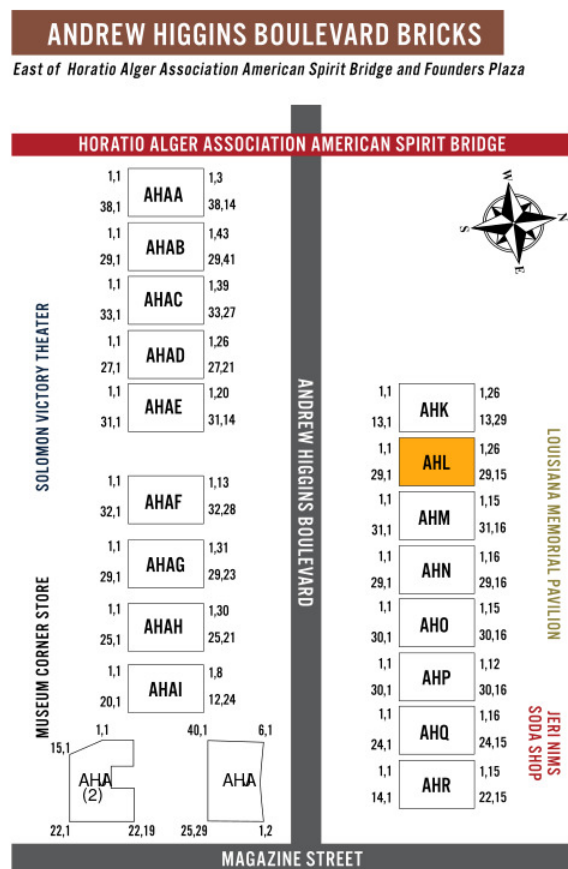 ANDREW HIGGINS BOULEVARD BRICKS
East of Horatio Alger Association American Spirit Bridge and Founders Plaza
HORATIO ALGER ASSOCIATION AMERICAN SPIRIT BRIDGE
W
N
S
E
SOLOMON VICTORY THEATER
MUSEUM CORNER STORE
1,1 1,3
AHAA
38,1 38,14
1,1 1,43
AHAB
29,1 29,41
1,1 1,39
AHAC
33,1 33,27
1,1 1,26
AHAD
27,1 27,21
1,1 1,20
AHAE
31,1 31,14
1,1 1,13
AHAF
32,1 32,28
1,1 1,31
AHAG
29,1 29,23
1,1 1,30
AHAH
25,1 25,21
1,1 1,8
AHAI
20,1 12,24
1,1
15,1
AHA
(2)
22,1 22,19
40,1 6,1
AHA
25,29 1,2
ANDREW HIGGINS BOULEVARD
1,1 1,26
AHK
13,1 13,29
1,1 1,26
AHL
29,1 29,15
1,1 1,15
AHM
31,1 31,16
1,1 1,16
AHN
29,1 29,16
1,1 1,15
AHO
30,1 30,16
1,1 1,12
AHP
30,1 30,16
1,1 1,16
AHQ
24,1 24,15
1,1 1,15
AHR
14,1 22,15
LOUISIANA MEMORIAL PAVILION
JERI NIMS
SODA SHOP
MAGAZINE STREET